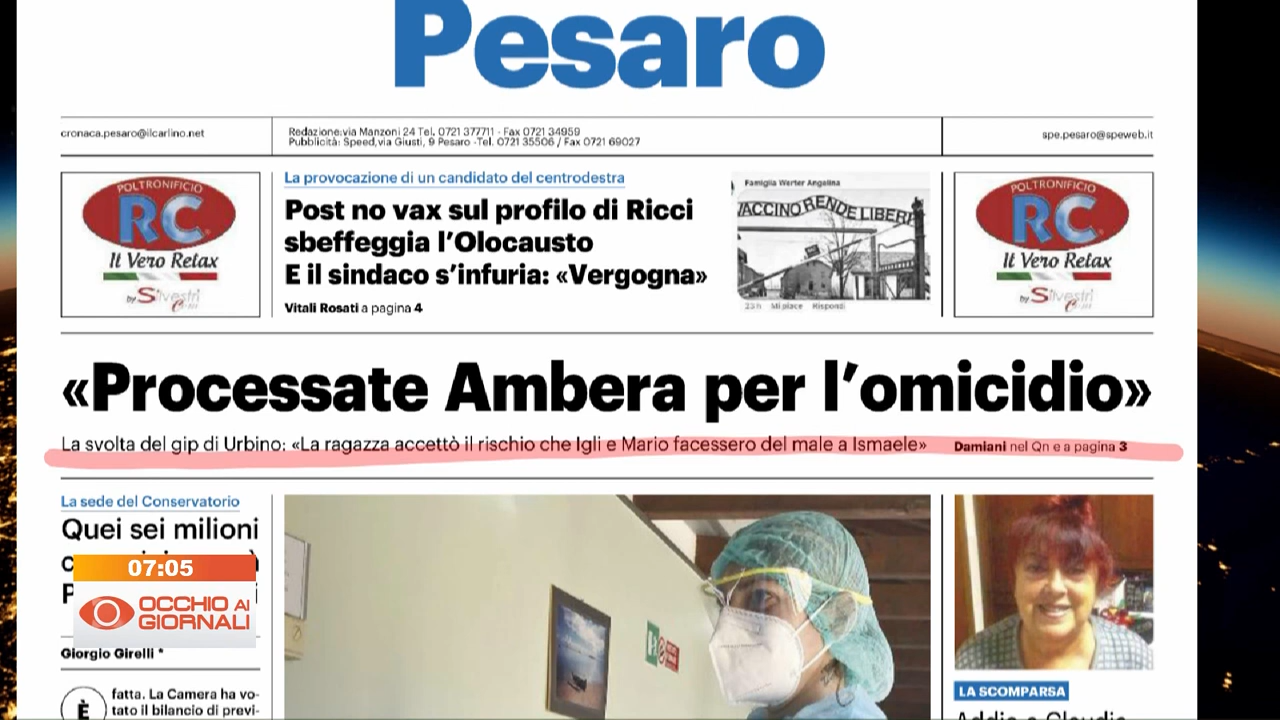 Pesaro
cronaca.pesaro@ilcarlino.net
Redazione:via Manzoni 24 Tel. 0721 377711 - Fax 0721 34959
Pubblicità: Speed,via Giusti, 9 Pesaro -Tel. 0721 35506 / Fax 0721 69027
spe.pesaro@speweb.it
POLTRONIFICIO
RC
Il Vero Relax
by Silvestri
La provocazione di un candidato del centrodestra
Post no vax sul profilo di Ricci
sbeffeggia l'Olocausto
E il sindaco s'infuria: «Vergogna»
Vitali Rosati a pagina 4
Famiglia Werter Angelina
VACCINO RENDE LIBERI
23 h Mi piace Rispondi
POLTRONIFICIO
RC
Il Vero Relax
by Silvestri
«Processate Ambera per l'omicidio»
La svolta del gip di Urbino: «La ragazza accettò il rischio che Igli e Mario facessero del male a Ismaele»
Damiani nel Qn e a pagina 3
La sede del Conservatorio
Quei sei milioni
07:05
OCCHIO AI
GIORNALI
Giorgio Girelli *
È
fatta. La Camera ha vo-
tato il bilancio di previ-
LA SCOMPARSA